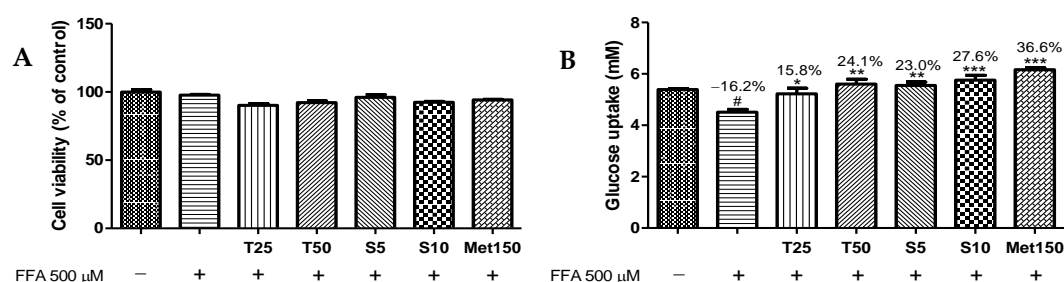 A
Cell viability (% of control)
150
100
50
0
T25 T50 S5 S10 Met150
FFA 500 μM − + + + + + +
B
Glucose uptake (mM)
8
6
4
2
0
−16.2%
#
15.8%
*
24.1%
**
23.0%
**
27.6%
***
36.6%
***
T25 T50 S5 S10 Met150
FFA 500 μM − + + + + + +